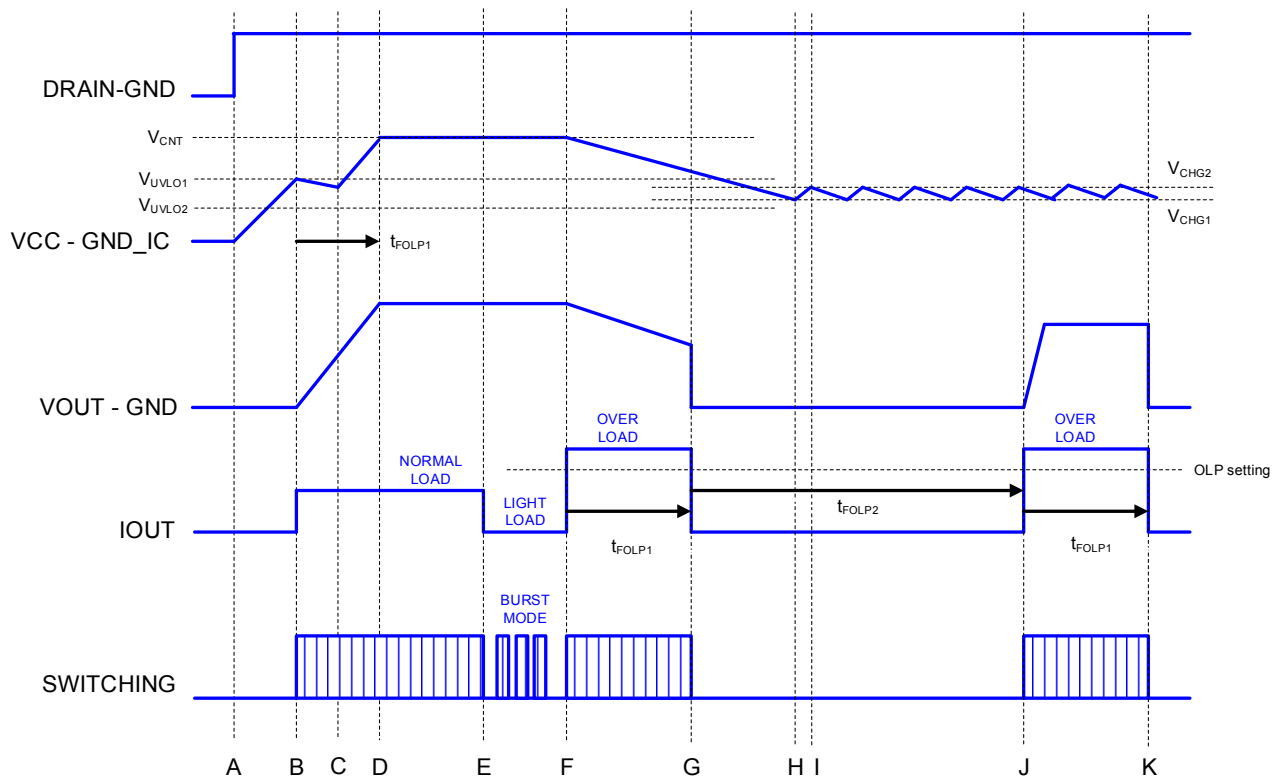 DRAIN-GND
VCNT
VUVLO1
VCHG2
VUVLO2
VCHG1
VCC - GND_IC
tFOLP1
VOUT - GND
OVER
LOAD
OVER
LOAD
NORMAL
LOAD
OLP setting
LIGHT
LOAD
tFOLP2
IOUT
tFOLP1
tFOLP1
BURST
MODE
SWITCHING
A B C D E F G H I J K